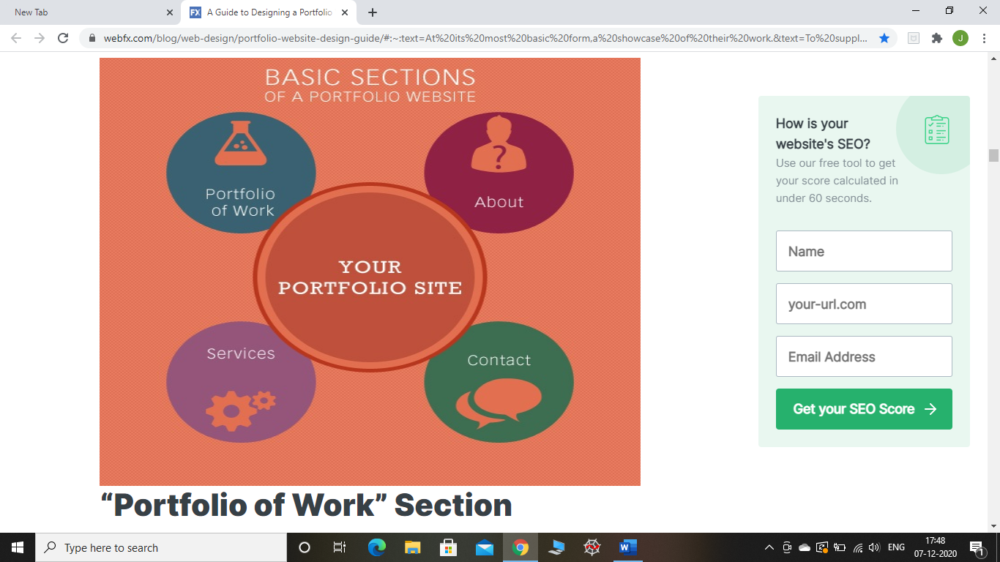 New Tab
FX A Guide to Designing a Portfolio
webfx.com/blog/web-design/portfolio-website-design-guide/#:~:text=At%20its%20most%20basic%20form,a%20showcase%20of%20their%20work.&text=To%20suppl...
J
BASIC SECTIONS
OF A PORTFOLIO WEBSITE
Portfolio
of Work
?
About
YOUR
PORTFOLIO SITE
Services
Contact
“Portfolio of Work” Section
How is your
website's SEO?
Use our free tool to get
your score calculated in
under 60 seconds.
Name
your-url.com
Email Address
Get your SEO Score
Type here to search
W
ENG
17:48
07-12-2020
1